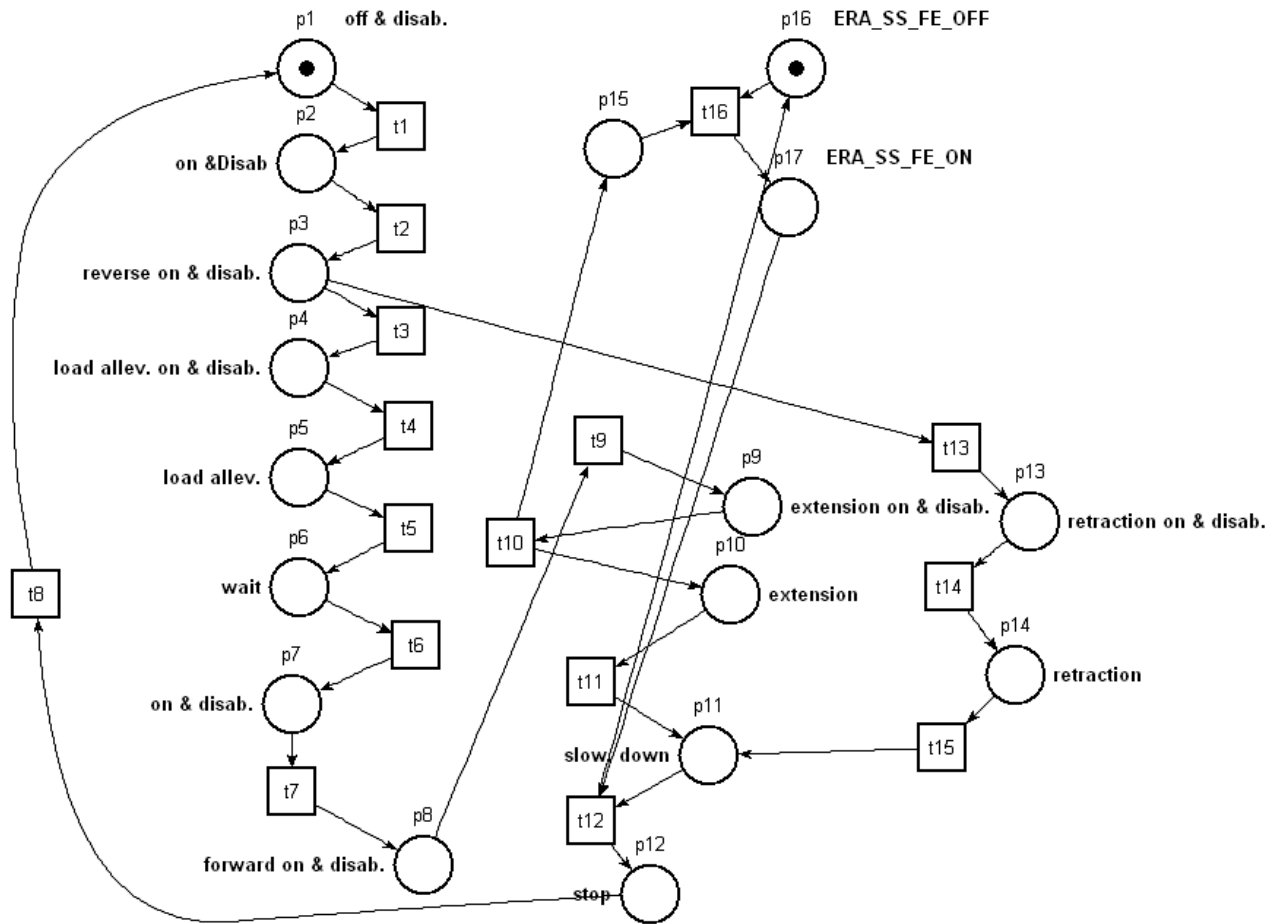 p1 off & disab.
p16 ERA_SS_FE_OFF
p15
t16
p2
t1
on &Disab
p17 ERA_SS_FE_ON
p3
t2
reverse on & disab.
p4
t3
load allev. on & disab.
p5
t4
t9
t13
p9
p13
load allev.
extension on & disab.
retraction on & disab.
p6
t5
t10
p10
wait
t8
extension
t14
p14
p7
t6
t11
retraction
on & disab.
p11
t15
slow. down
t7
t12
p8
p12
forward on & disab.
stop